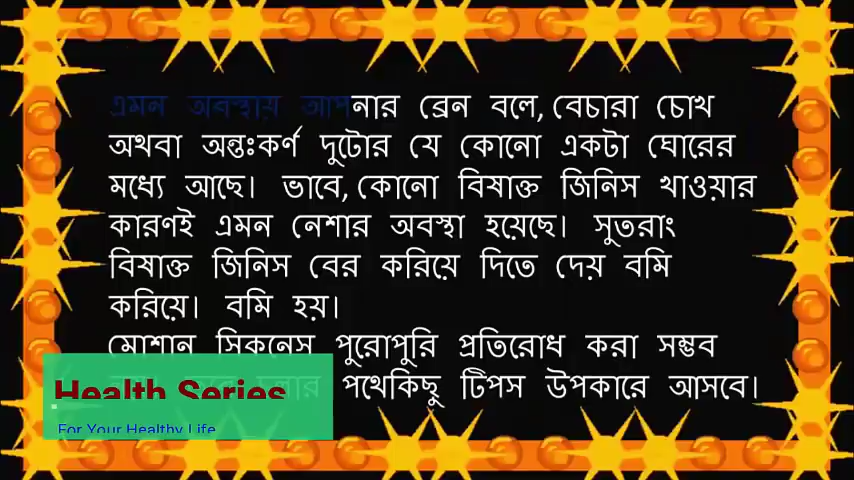 এমন অবস্থায় আপনার ব্রেন বলে, বেচারা চোখ
অথবা অন্তঃকর্ণ দুটোর যে কোনো একটা ঘোরের
মধ্যে আছে। ভাবে, কোনো বিষাক্ত জিনিস খাওয়ার
কারণই এমন নেশার অবস্থা হয়েছে। সুতরাং
বিষাক্ত জিনিস বের করিয়ে দিতে দেয় বমি
করিয়ে। বমি হয়।
মোশান সিকনেস পুরোপুরি প্রতিরোধ করা সম্ভব
পথেকিছু টিপস উপকারে আসবে।
Health Series
For Your Healthy Life